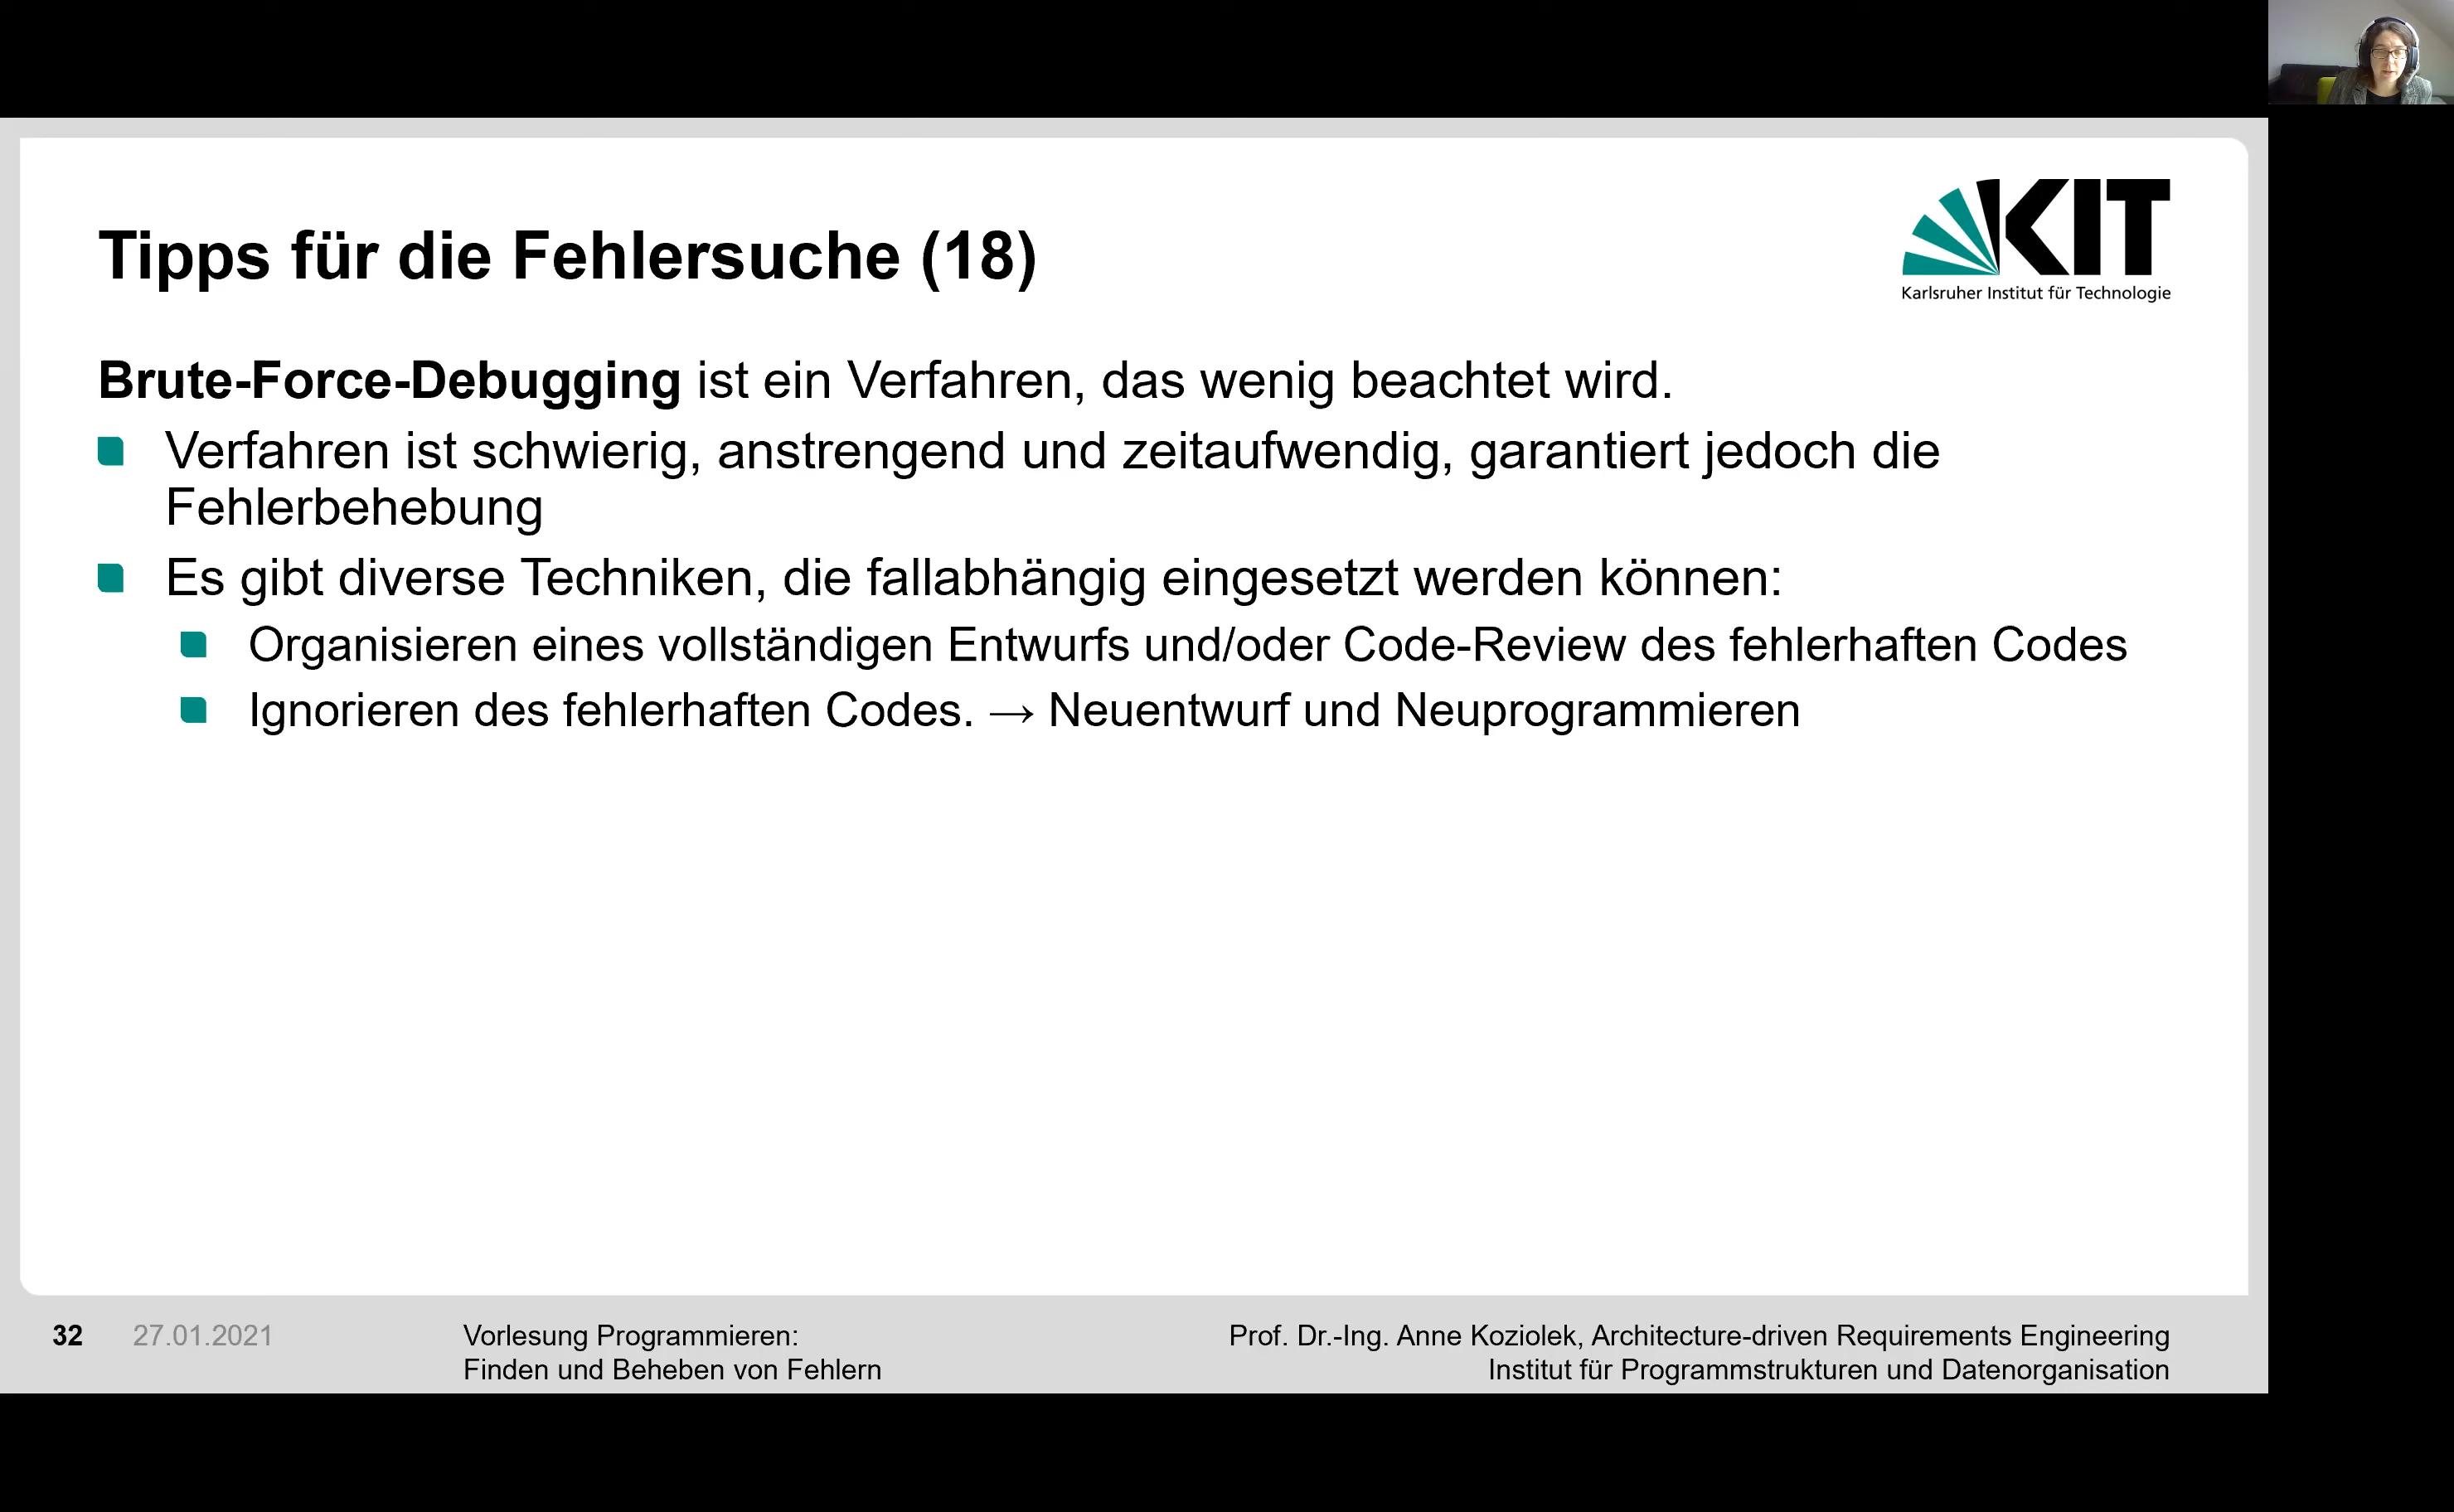 Tipps für die Fehlersuche (18)
KIT
Karlsruher Institut für Technologie
Brute-Force-Debugging ist ein Verfahren, das wenig beachtet wird.
Verfahren ist schwierig, anstrengend und zeitaufwendig, garantiert jedoch die
Fehlerbehebung
Es gibt diverse Techniken, die fallabhängig eingesetzt werden können:
Organisieren eines vollständigen Entwurfs und/oder Code-Review des fehlerhaften Codes
Ignorieren des fehlerhaften Codes. → Neuentwurf und Neuprogrammieren
32
27.01.2021
Vorlesung Programmieren:
Finden und Beheben von Fehlern
Prof. Dr.-Ing. Anne Koziolek, Architecture-driven Requirements Engineering
Institut für Programmstrukturen und Datenorganisation